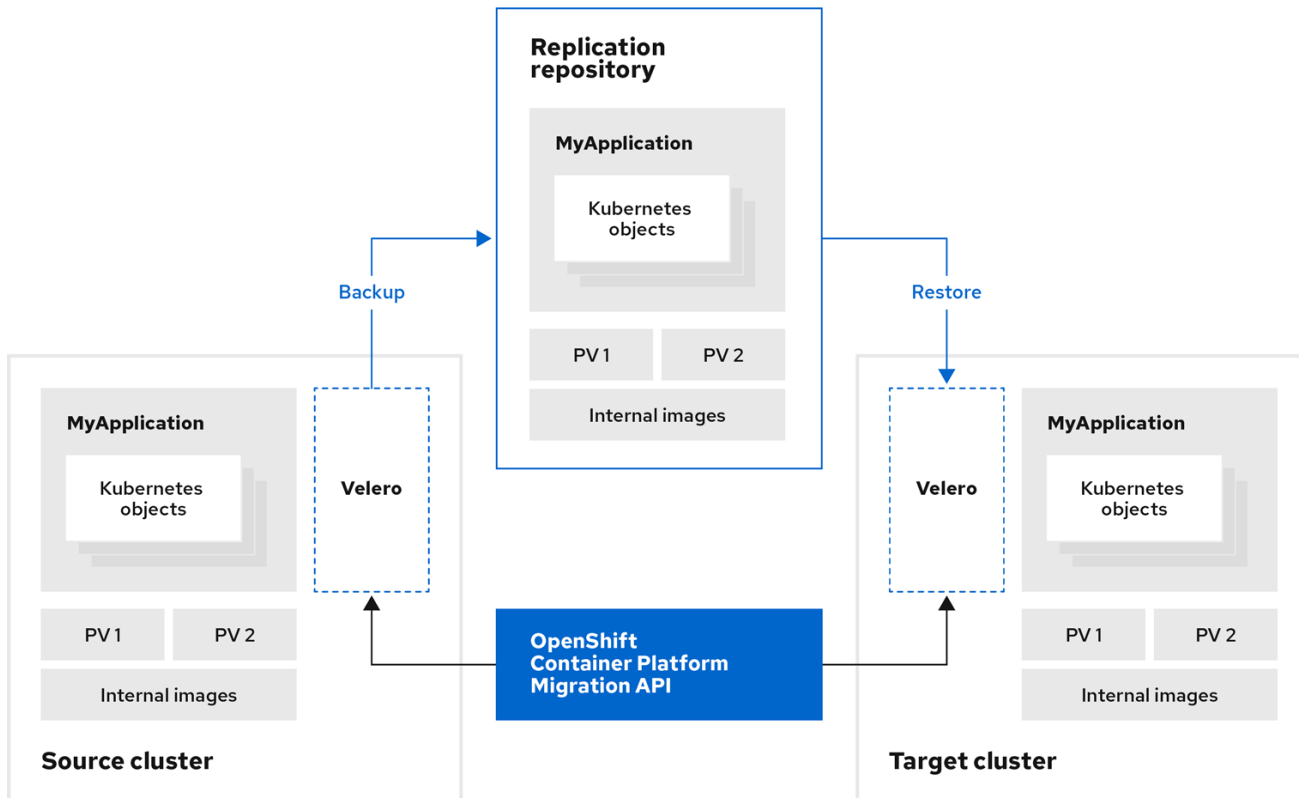 Replication
repository
MyApplication
Kubernetes
objects
Backup
Restore
PV 1
PV 2
Internal images
MyApplication
Kubernetes
objects
Velero
PV 1
PV 2
Internal images
Source cluster
OpenShift
Container Platform
Migration API
Velero
MyApplication
Kubernetes
objects
PV 1
PV 2
Internal images
Target cluster